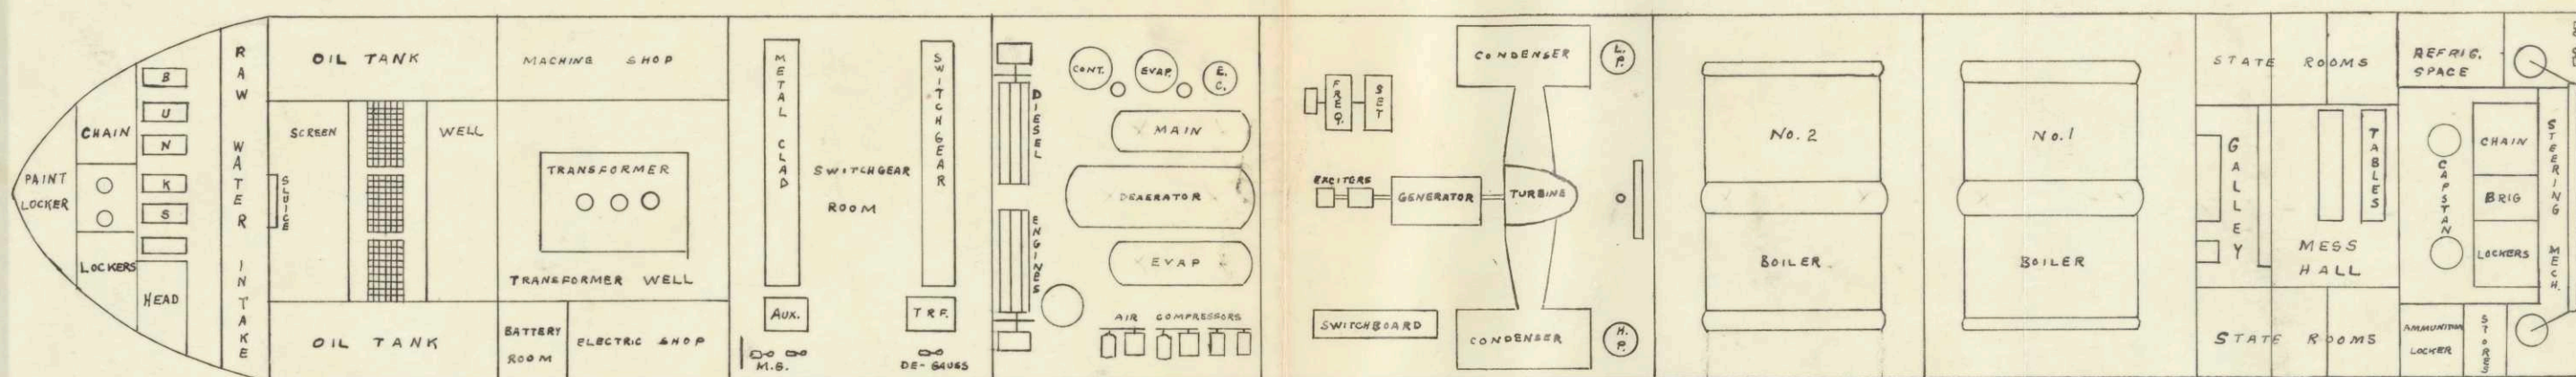 PAINT
LOCKER
CHAIN
LOCKERS
BUNKS
HEAD
RAW WATER INTAKE
OIL TANK
SCREEN
WELL
SLUICE
OIL TANK
MACHINE SHOP
TRANSFORMER
TRANSFORMER WELL
BATTERY
ROOM
ELECTRIC SHOP
METAL CLAD
SWITCHGEAR
SWITCHGEAR
ROOM
AUX.
TRF.
M.G.
DE-GAUSS
DIESEL
ENGINES
CONT.
EVAP.
E.C.
MAIN
DEAERATOR
EVAP
AIR COMPRESSORS
FREQ.
SET
EXCITERS
GENERATOR
TURBINE
SWITCHBOARD
CONDENSER
L.P.
CONDENSER
H.P.
No. 2
BOILER
No. 1
BOILER
STATE ROOMS
GALLEY
TABLES
MESS
HALL
STATE ROOMS
REFRIG.
SPACE
CAPSTAN
CHAIN
BRIG
LOCKERS
STEERING MECH.
AMMUNITION
LOCKER
STORES